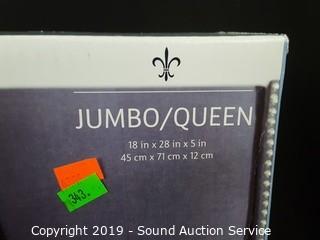 JUMBO/QUEEN
18 in x 28 in x 5 in
45 cm x 71 cm x 12 cm
343.
Copyright 2019 - Sound Auction Service